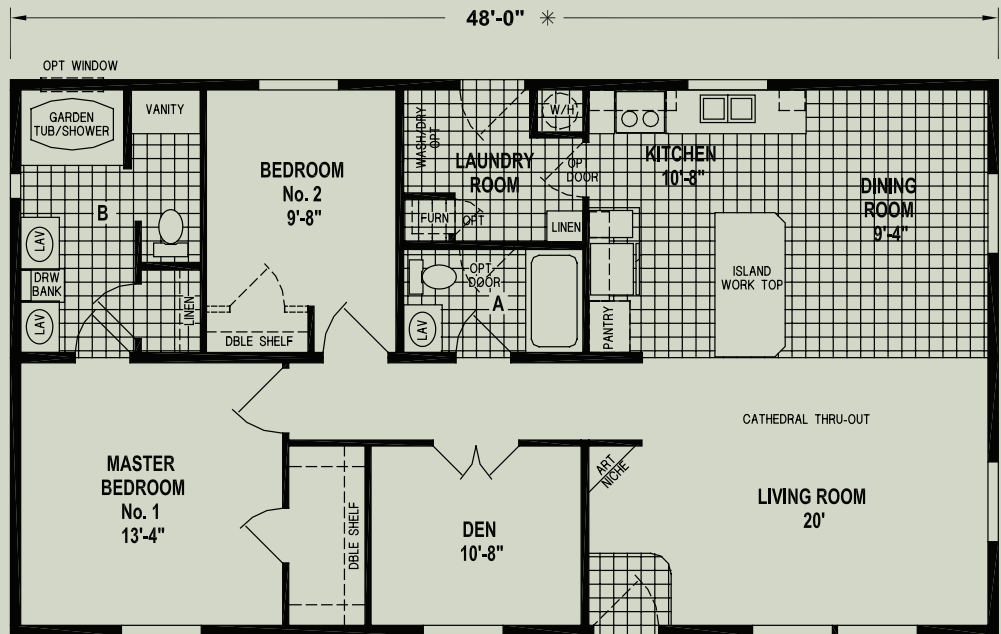 48'-0" ✳
OPT WINDOW
GARDEN
TUB/SHOWER
VANITY
B
LAV
DRW
BANK
LAV
LINEN
BEDROOM
No. 2
9'-8"
DBLE SHELF
WASH/DRY
OPT
LAUNDRY
ROOM
W/H
OPT
DOOR
FURN
OPT
LINEN
OPT
DOOR
A
LAV
KITCHEN
10'-8"
DINING
ROOM
9'-4"
ISLAND
WORK TOP
PANTRY
CATHEDRAL THRU-OUT
MASTER
BEDROOM
No. 1
13'-4"
DBLE SHELF
DEN
10'-8"
ART
NICHE
LIVING ROOM
20'